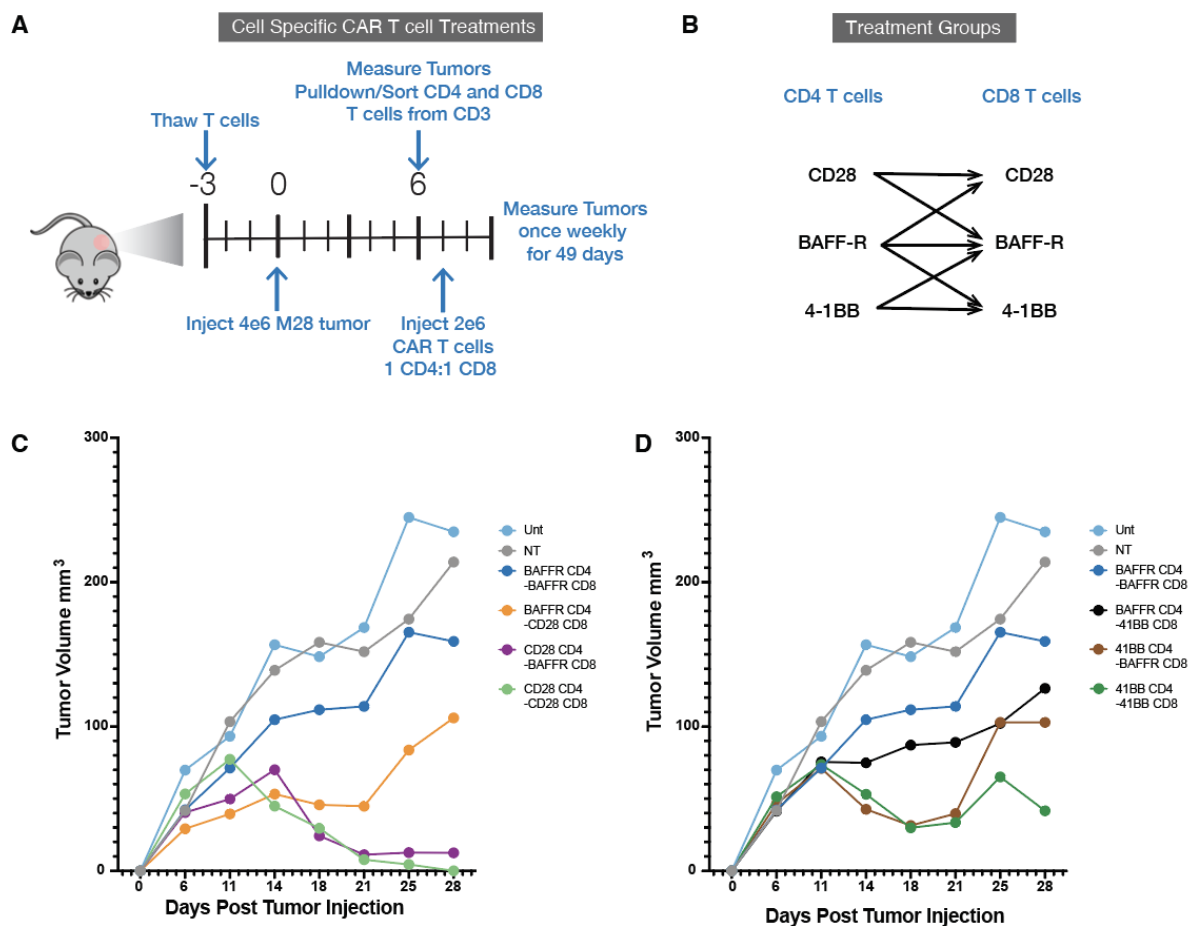 A
Cell Specific CAR T cell Treatments
Measure Tumors
Pulldown/Sort CD4 and CD8
T cells from CD3
Thaw T cells
-3
0
6
Measure Tumors
once weekly
for 49 days
Inject 4e6 M28 tumor
Inject 2e6
CAR T cells
1 CD4:1 CD8
B
Treatment Groups
CD4 T cells
CD8 T cells
CD28
CD28
BAFF-R
BAFF-R
4-1BB
4-1BB
C
300
200
100
0
Tumor Volume mm³
0 6 11 14 18 21 25 28
Days Post Tumor Injection
Unt
NT
BAFFR CD4
-BAFFR CD8
BAFFR CD4
-CD28 CD8
CD28 CD4
-BAFFR CD8
CD28 CD4
-CD28 CD8
D
300
200
100
0
Tumor Volume mm³
0 6 11 14 18 21 25 28
Days Post Tumor Injection
Unt
NT
BAFFR CD4
-BAFFR CD8
BAFFR CD4
-41BB CD8
41BB CD4
-BAFFR CD8
41BB CD4
-41BB CD8